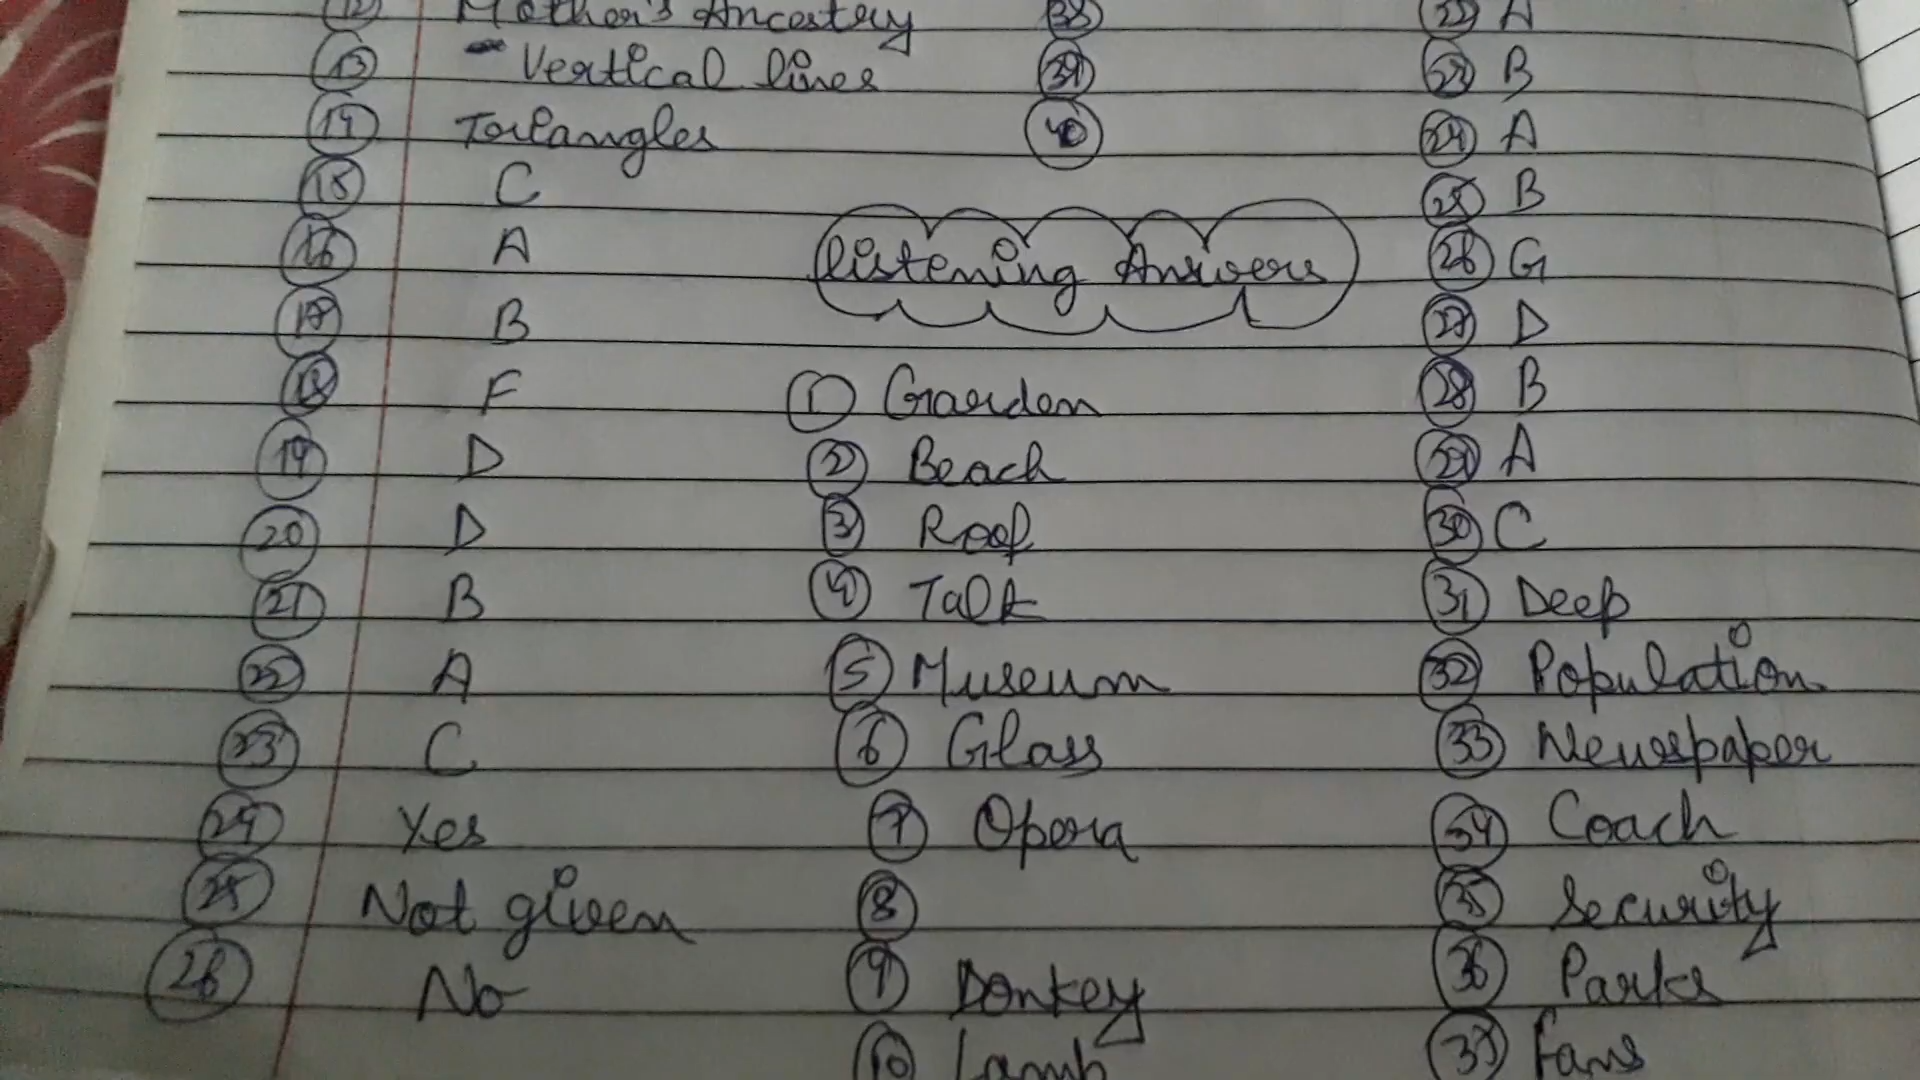 12 Mother's Ancestry
13 Vertical lines
14 Triangles
15 C
16 A
17 B
18 F
19 D
20 D
21 B
22 A
23 C
24 Yes
25 Not given
26 No
38
39
40
Listening Answers
1 Garden
2 Beach
3 Roof
4 Talk
5 Museum
6 Glass
7 Opera
8
9 Donkey
10 Lamb
22 A
23 B
24 A
25 B
26 G
27 D
28 B
29 A
30 C
31 Deep
32 Population
33 Newspaper
34 Coach
35 Security
36 Parks
37 Fans